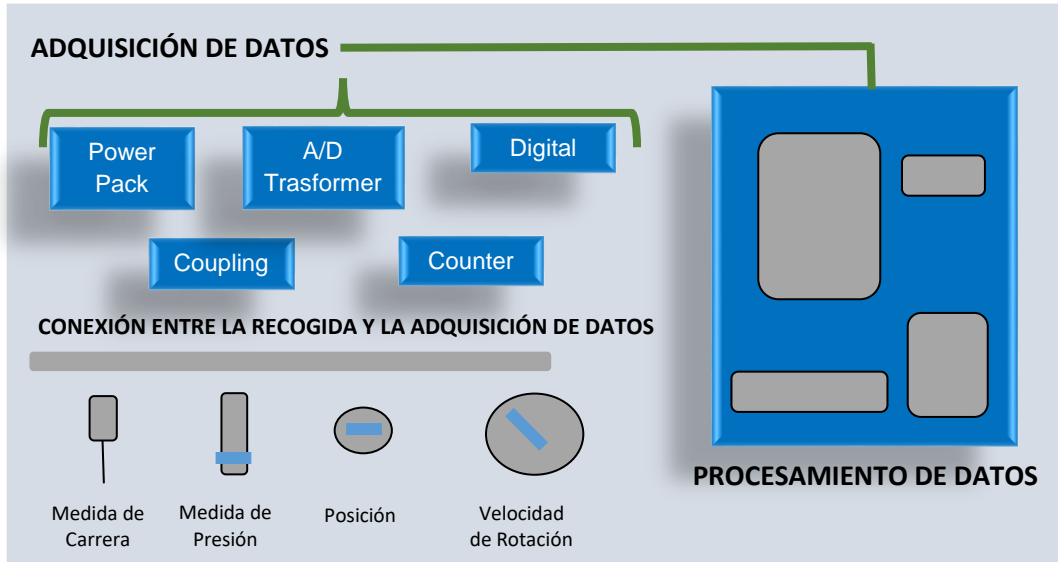 ADQUISICIÓN DE DATOS
Power
Pack
A/D
Trasformer
Digital
Coupling
Counter
CONEXIÓN ENTRE LA RECOGIDA Y LA ADQUISICIÓN DE DATOS
Medida de
Carrera
Medida de
Presión
Posición
Velocidad
de Rotación
PROCESAMIENTO DE DATOS